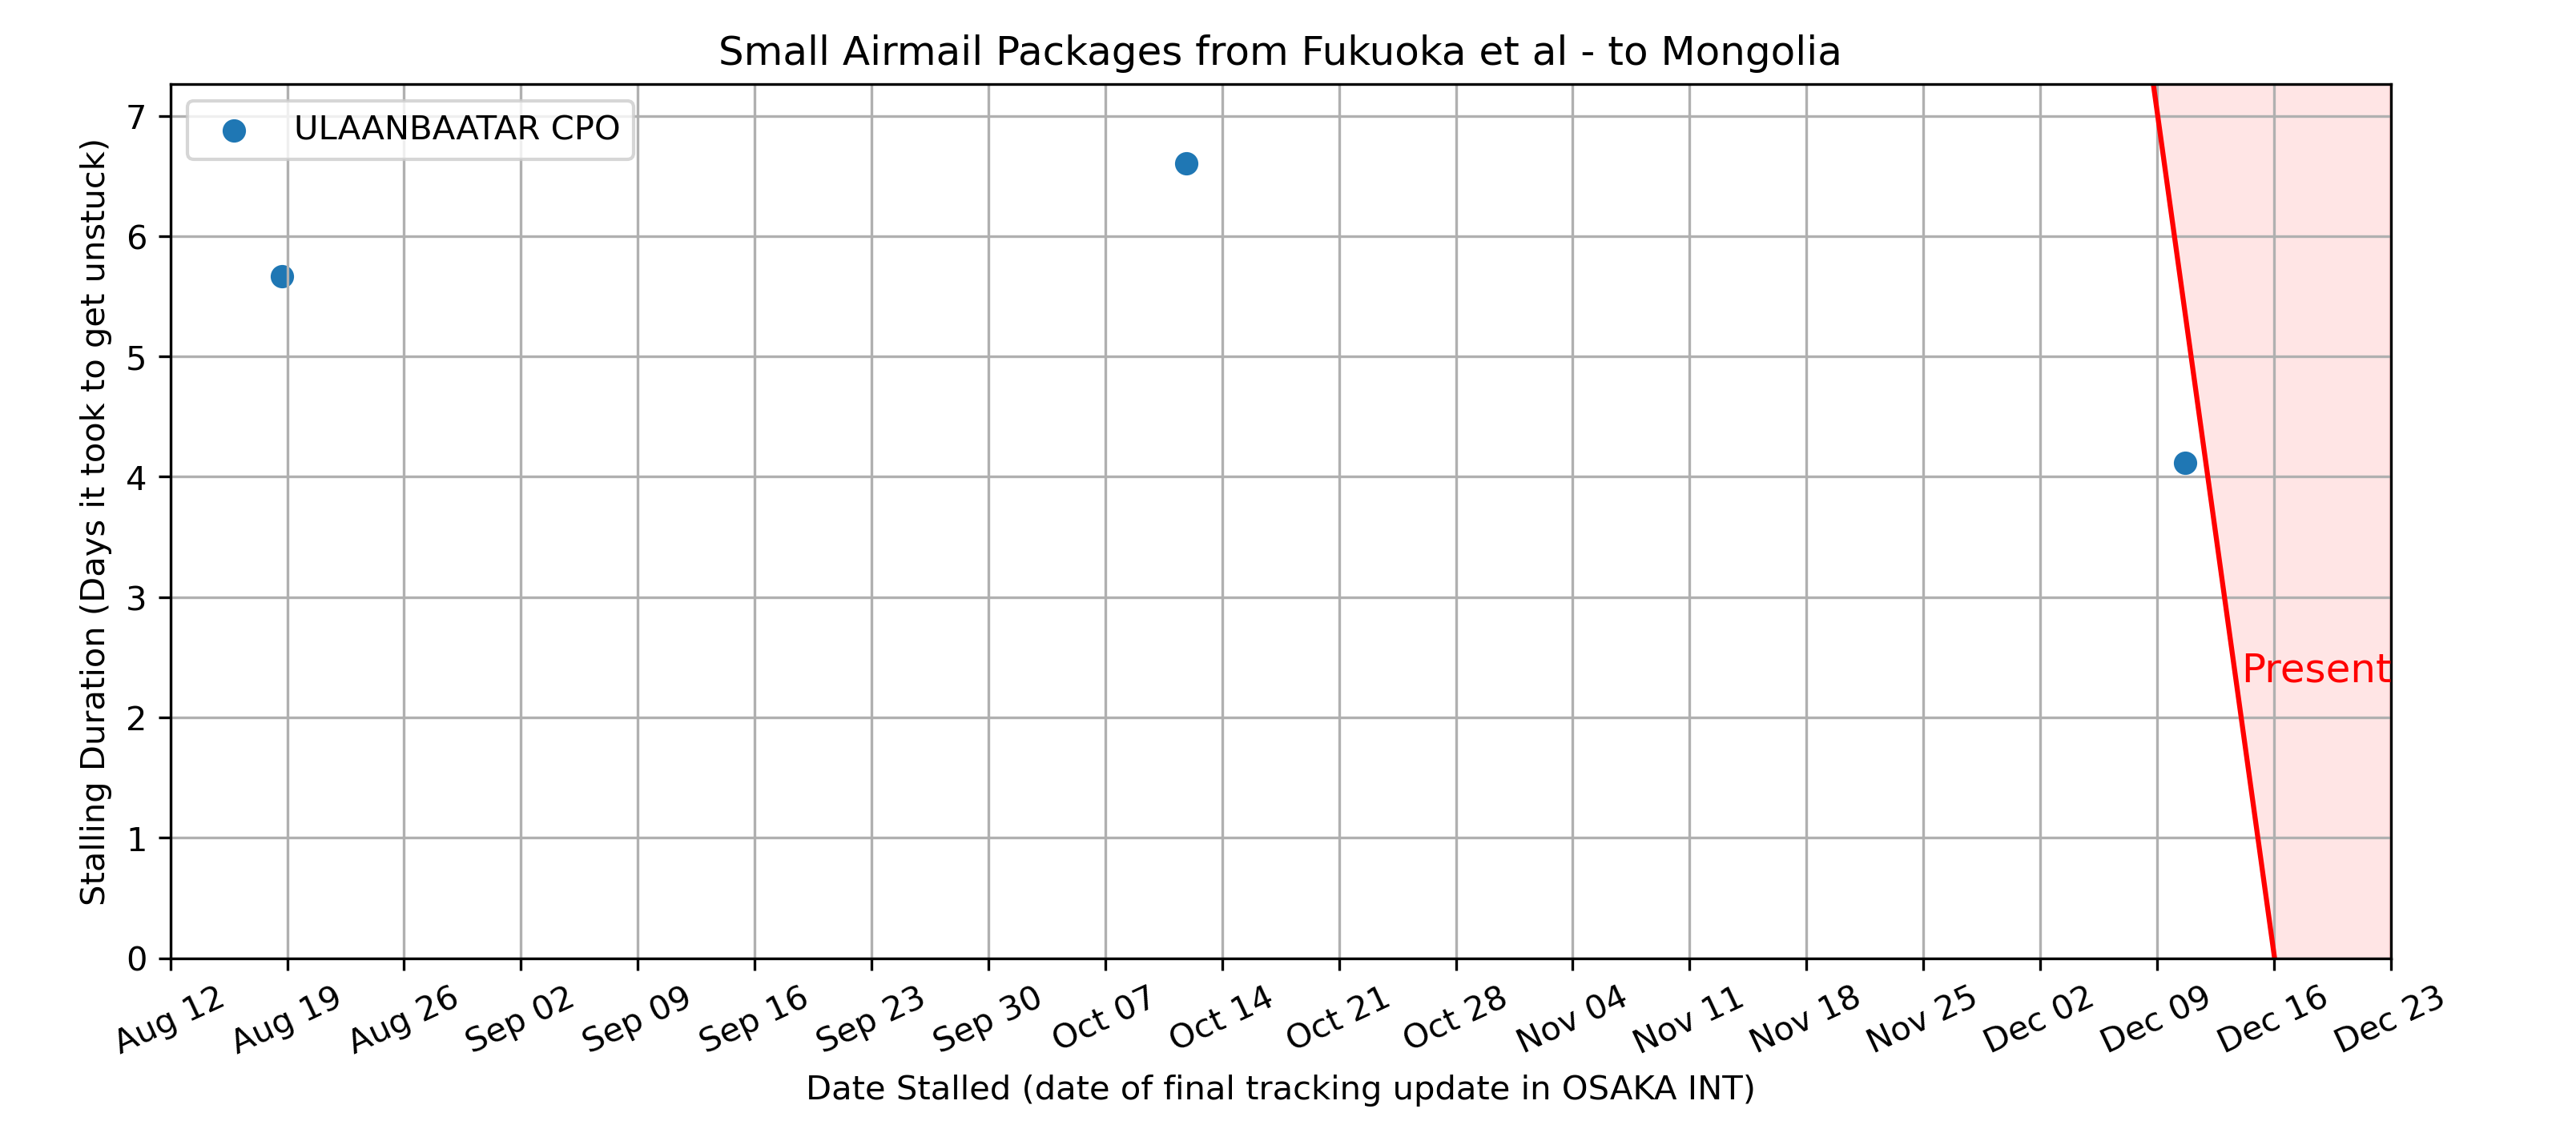 Small Airmail Packages from Fukuoka et al - to Mongolia
ULAANBAATAR CPO
Stalling Duration (Days it took to get unstuck)
7
6
5
4
3
2
1
0
Present
Aug 12
Aug 19
Aug 26
Sep 02
Sep 09
Sep 16
Sep 23
Sep 30
Oct 07
Oct 14
Oct 21
Oct 28
Nov 04
Nov 11
Nov 18
Nov 25
Dec 02
Dec 09
Dec 16
Dec 23
Date Stalled (date of final tracking update in OSAKA INT)